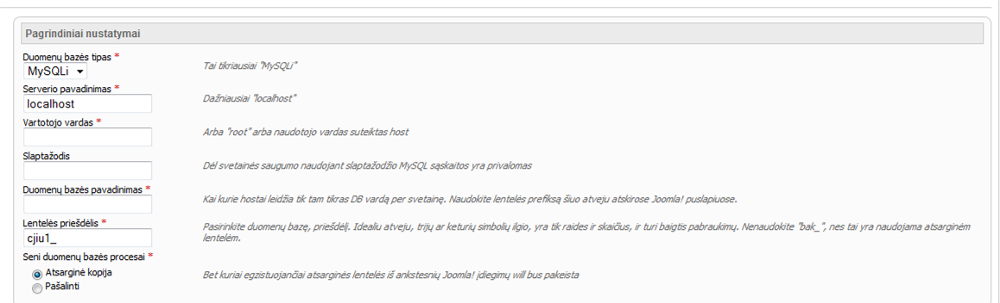 Pagrindiniai nustatymai
Duomenų bazės tipas *
MySQLi
Tai tikriausiai "MySQLi"
Serverio pavadinimas *
localhost
Dažniausiai "localhost"
Vartotojo vardas *
Arba "root" arba naudotojo vardas suteiktas host
Slaptažodis
Dėl svetainės saugumo naudojant slaptažodžio MySQL sąskaitos yra privalomas
Duomenų bazės pavadinimas *
Kai kurie hostai leidžia tik tam tikras DB vardą per svetainę. Naudokite lentelės prefiksą šiuo atveju atskirose Joomla! puslapiuose.
Lentelės priešdėlis *
cjiu1_
Pasirinkite duomenų bazę, priešdėlį. Idealiu atveju, trijų ar keturių simbolių ilgio, yra tik raides ir skaičius, ir turi baigtis pabraukimų. Nenaudokite "bak_", nes tai yra naudojama atsarginėm
lentelėm.
Seni duomenų bazės procesai *
Atsarginė kopija
Pašalinti
Bet kuriai egzistuojančiai atsarginės lentelės iš ankstesnių Joomla! įdiegimų will bus pakeista